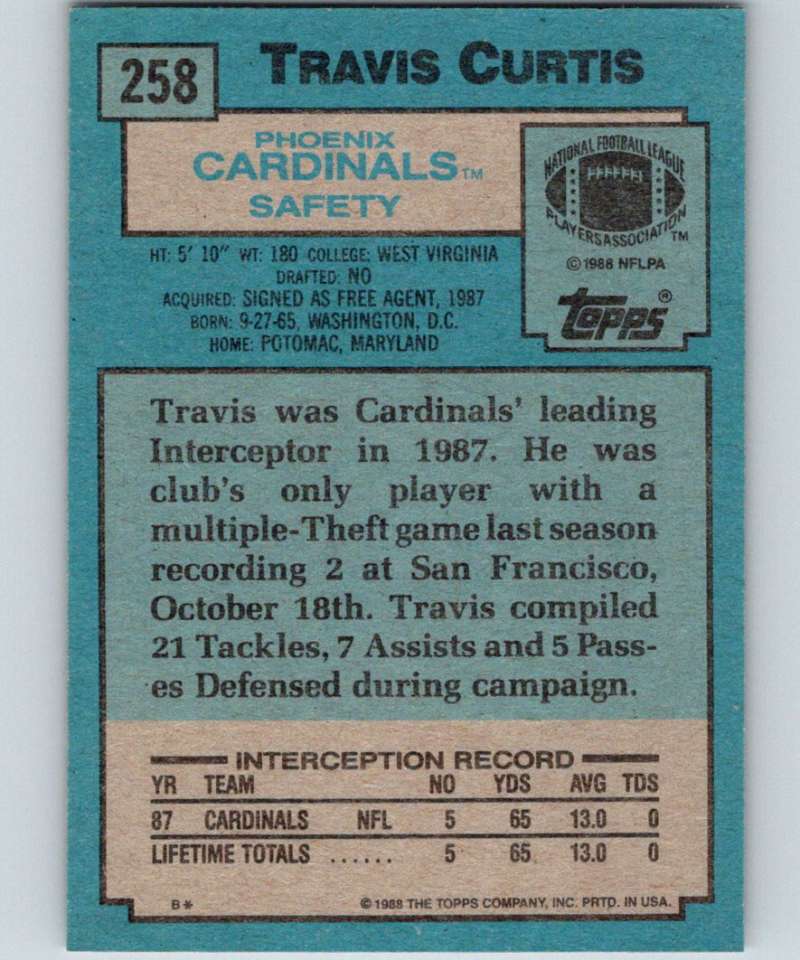 258
TRAVIS CURTIS
PHOENIX
CARDINALS™
SAFETY
NATIONAL FOOTBALL LEAGUE
PLAYERS ASSOCIATION™
©1988 NFLPA
TOPPS®
HT: 5' 10" WT: 180 COLLEGE: WEST VIRGINIA
DRAFTED: NO
ACQUIRED: SIGNED AS FREE AGENT, 1987
BORN: 9-27-65, WASHINGTON, D.C.
HOME: POTOMAC, MARYLAND
Travis was Cardinals' leading
Interceptor in 1987. He was
club's only player with a
multiple-Theft game last season
recording 2 at San Francisco,
October 18th. Travis compiled
21 Tackles, 7 Assists and 5 Pass-
es Defensed during campaign.
INTERCEPTION RECORD
YR TEAM NO YDS AVG TDS
87 CARDINALS NFL 5 65 13.0 0
LIFETIME TOTALS ...... 5 65 13.0 0
B* ©1988 THE TOPPS COMPANY, INC. PRTD. IN USA.